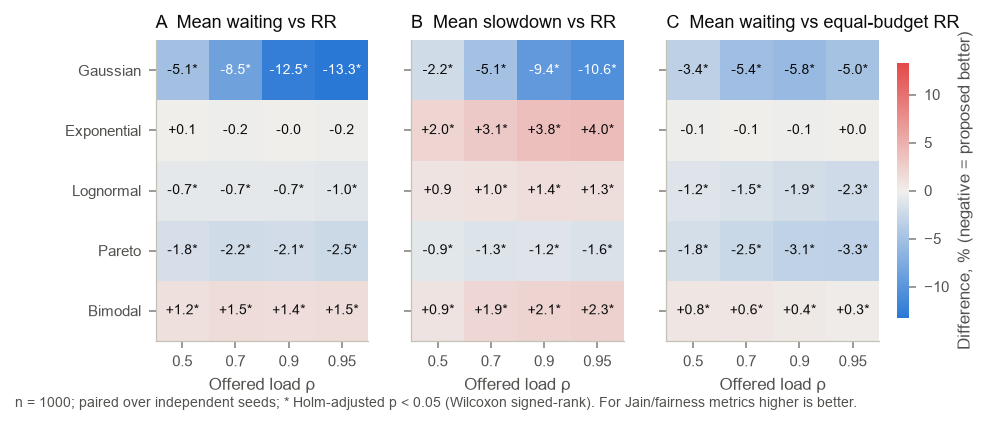 A Mean waiting vs RR
B Mean slowdown vs RR
C Mean waiting vs equal-budget RR
Gaussian -5.1* -8.5* -12.5* -13.3* -2.2* -5.1* -9.4* -10.6* -3.4* -5.4* -5.8* -5.0*
Exponential +0.1 -0.2 -0.0 -0.2 +2.0* +3.1* +3.8* +4.0* -0.1 -0.1 -0.1 +0.0
Lognormal -0.7* -0.7* -0.7* -1.0* +0.9 +1.0* +1.4* +1.3* -1.2* -1.5* -1.9* -2.3*
Pareto -1.8* -2.2* -2.1* -2.5* -0.9* -1.3* -1.2* -1.6* -1.8* -2.5* -3.1* -3.3*
Bimodal +1.2* +1.5* +1.4* +1.5* +0.9* +1.9* +2.1* +2.3* +0.8* +0.6* +0.4* +0.3*
0.5 0.7 0.9 0.95 0.5 0.7 0.9 0.95 0.5 0.7 0.9 0.95
Offered load ρ Offered load ρ Offered load ρ
10
5
0
−5
−10
Difference, % (negative = proposed better)
n = 1000; paired over independent seeds; * Holm-adjusted p < 0.05 (Wilcoxon signed-rank). For Jain/fairness metrics higher is better.